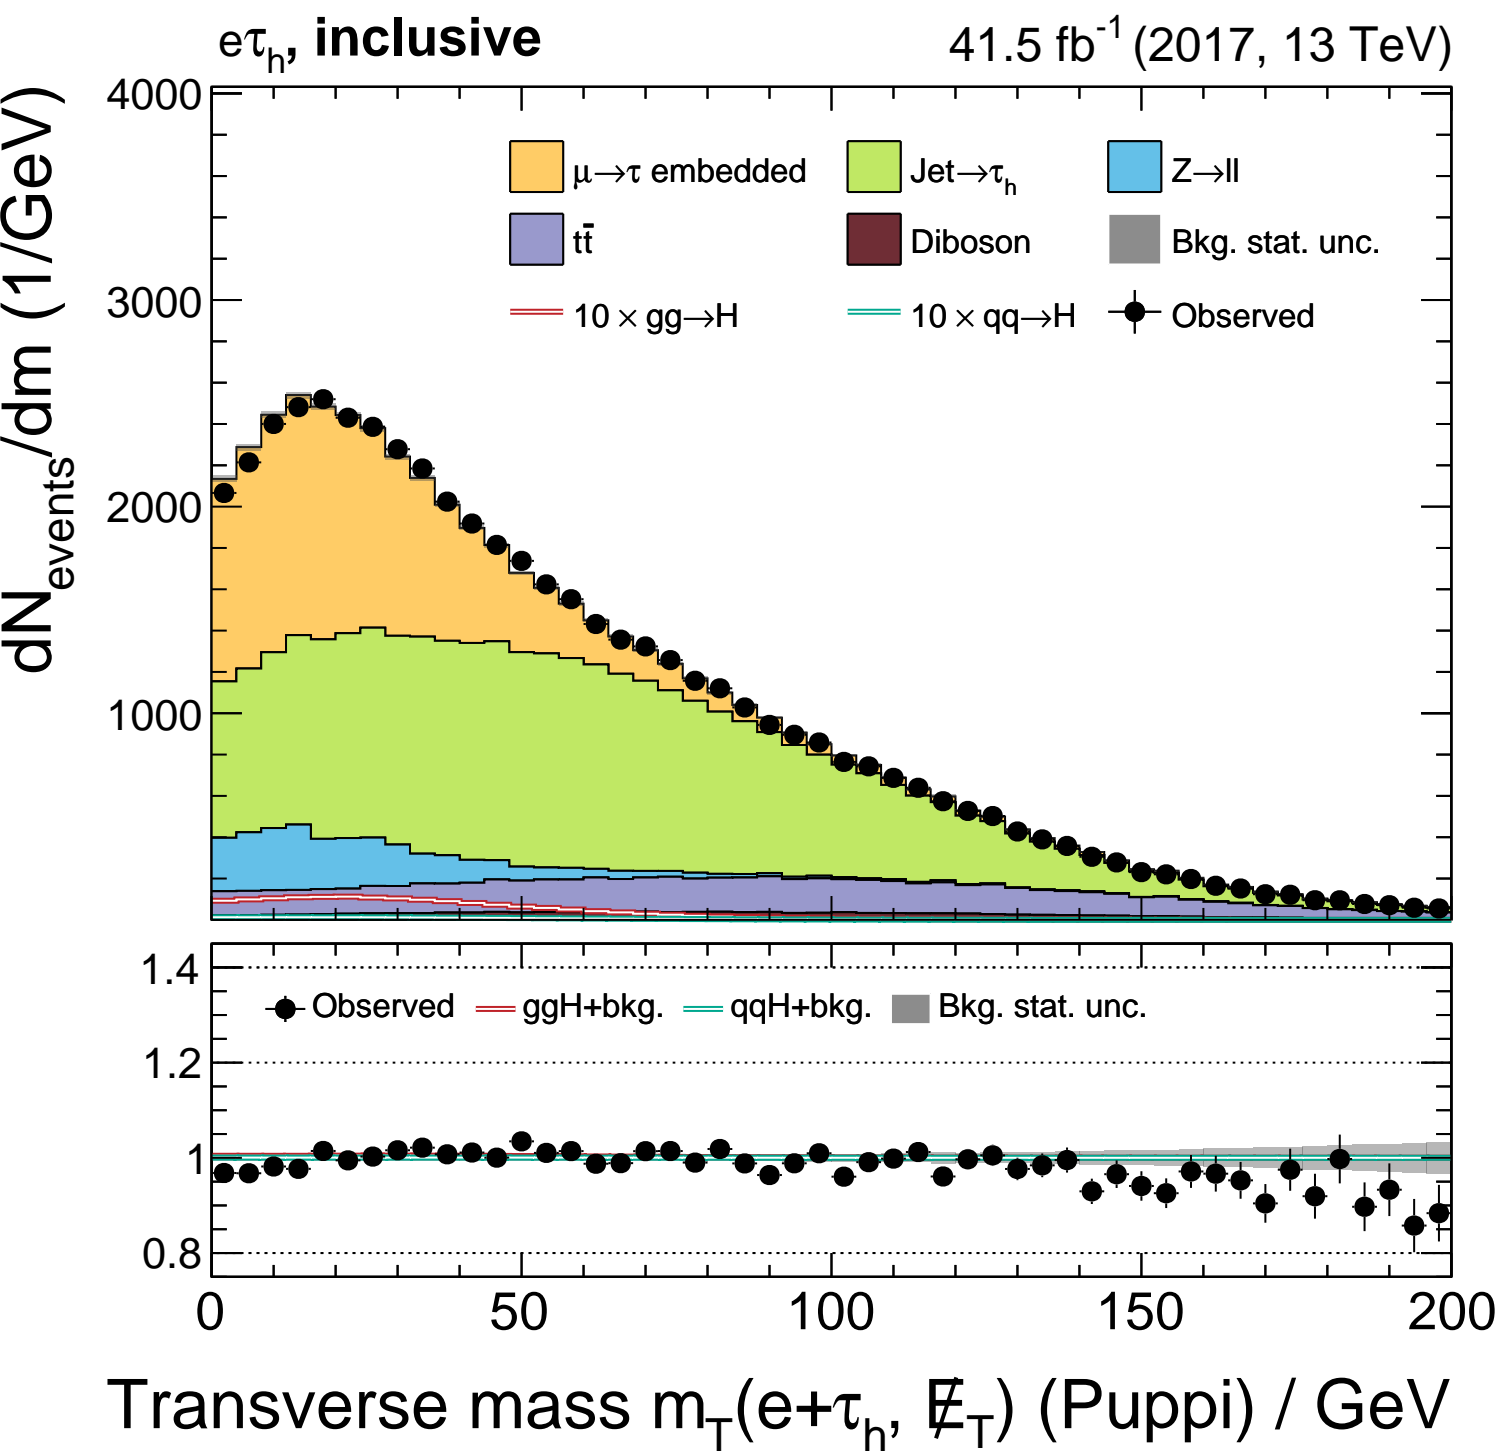 eτh, inclusive 41.5 fb-1 (2017, 13 TeV)
dNevents/dm (1/GeV)
4000
3000
2000
1000
μ→τ embedded Jet→τh Z→ll
tt̄ Diboson Bkg. stat. unc.
10 × gg→H 10 × qq→H Observed
1.4
1.2
1
0.8
Observed ggH+bkg. qqH+bkg. Bkg. stat. unc.
0 50 100 150 200
Transverse mass mT(e+τh, E̸T) (Puppi) / GeV